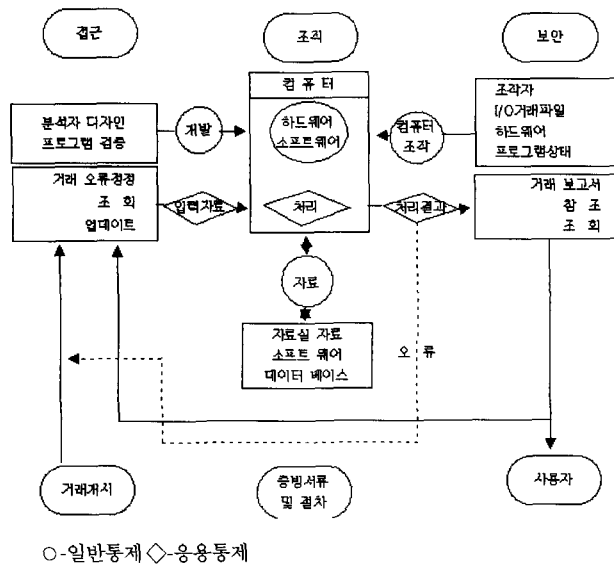 접근
조직
보안
컴 퓨 터
분석자 디자인
프로그램 검증
개발
하드웨어
소프트웨어
컴퓨터
조작
조작자
I/O거래파일
하드웨어
프로그램상태
거래 오류정정
조 회
업데이트
입력자료
처리
처리결과
거래 보고서
참 조
조 회
자료
자료실 자료
소프트 웨어
데이터 베이스
오 류
거래개시
증빙서류
및 절차
사용자
○-일반통제 ◇-응용통제